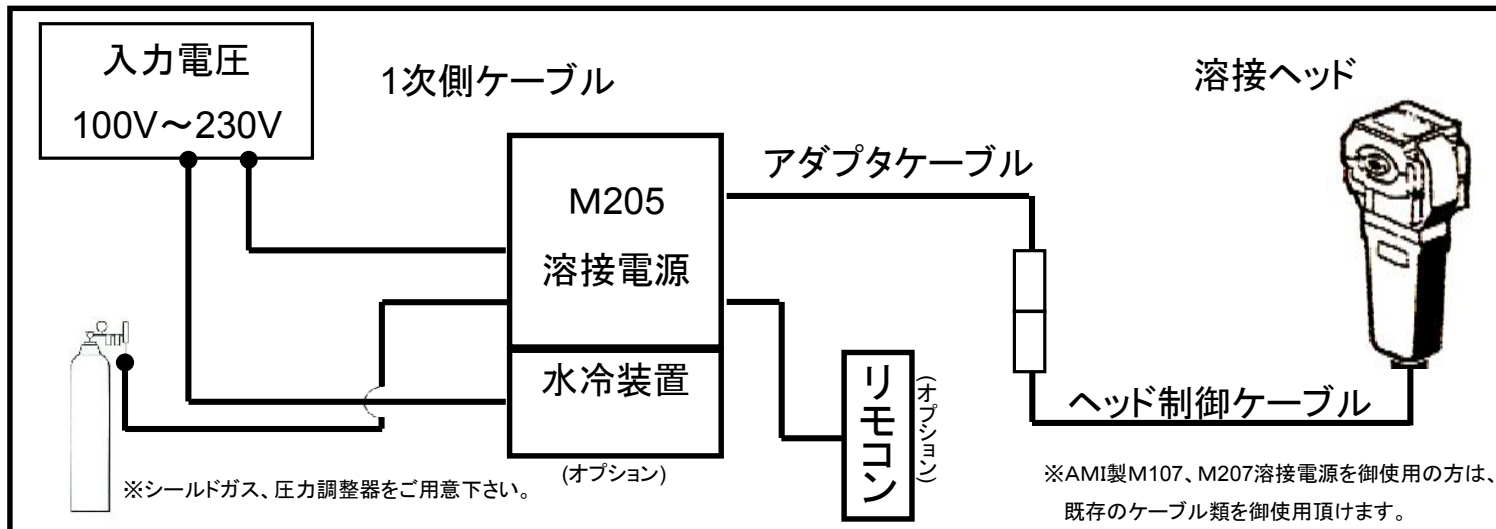 入力電圧
100V～230V
1次側ケーブル
溶接ヘッド
アダプタケーブル
M205
溶接電源
水冷装置
(オプション)
リモコン
(オプション)
ヘッド制御ケーブル
※シールドガス、圧力調整器をご用意下さい。
※AMI製M107、M207溶接電源を御使用の方は、
既存のケーブル類を御使用頂けます。